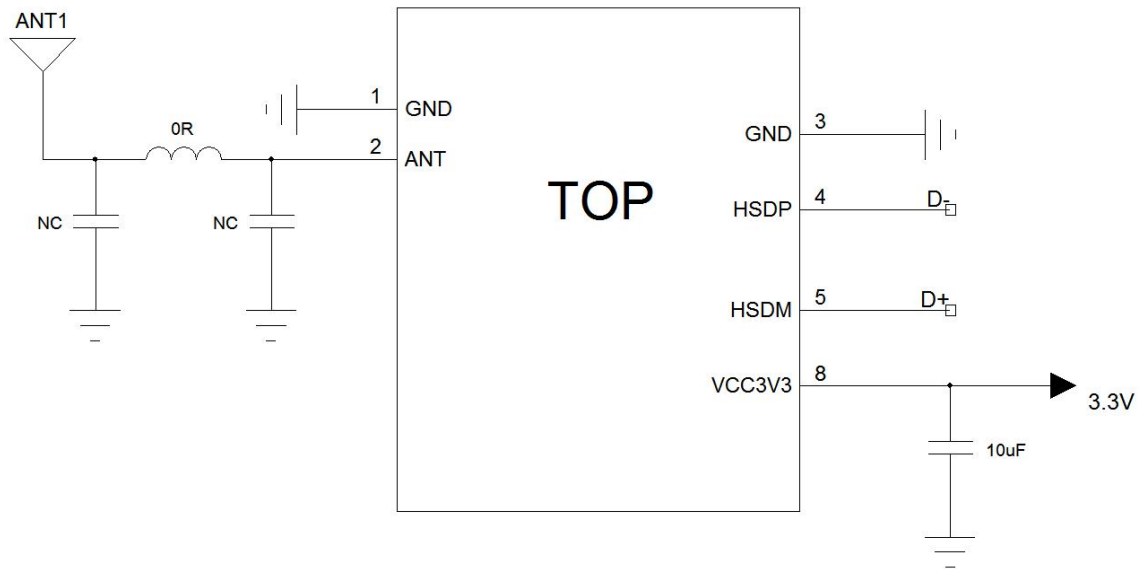 ANT1
0R
NC
NC
1
GND
2
ANT
TOP
GND
3
HSDP
4
D-
HSDM
5
D+
VCC3V3
8
3.3V
10uF